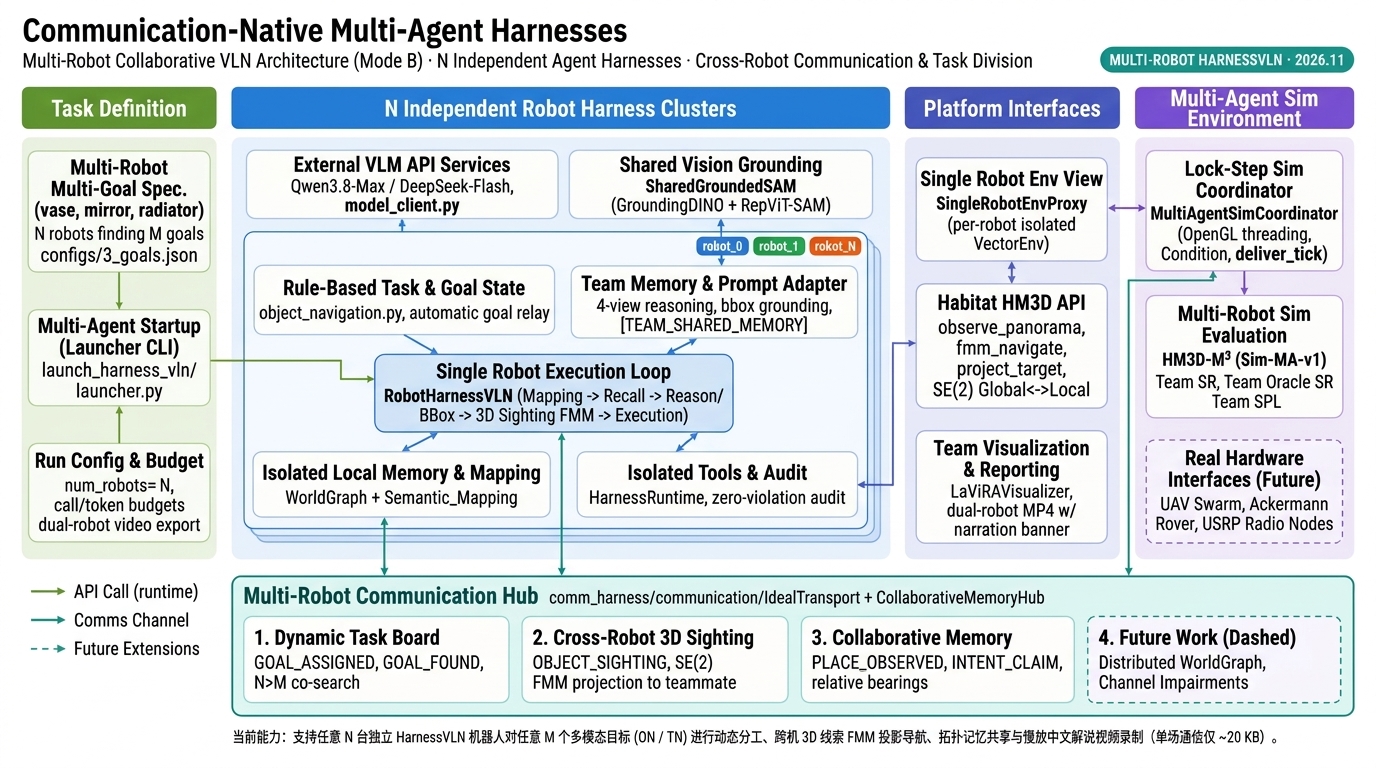 Communication-Native Multi-Agent Harnesses
Multi-Robot Collaborative VLN Architecture (Mode B) · N Independent Agent Harnesses · Cross-Robot Communication & Task Division
MULTI-ROBOT HARNESSVLN · 2026.11
Task Definition
Multi-Robot
Multi-Goal Spec.
(vase, mirror, radiator)
N robots finding M goals
configs/3_goals.json
Multi-Agent Startup
(Launcher CLI)
launch_harness_vln/
launcher.py
Run Config & Budget
num_robots= N,
call/token budgets
dual-robot video export
N Independent Robot Harness Clusters
External VLM API Services
Qwen3.8-Max / DeepSeek-Flash,
model_client.py
Shared Vision Grounding
SharedGroundedSAM
(GroundingDINO + RepViT-SAM)
robot_0
robot_1
rokot_N
Rule-Based Task & Goal State
object_navigation.py, automatic goal relay
Team Memory & Prompt Adapter
4-view reasoning, bbox grounding,
[TEAM_SHARED_MEMORY]
Single Robot Execution Loop
RobotHarnessVLN (Mapping -> Recall -> Reason/
BBox -> 3D Sighting FMM -> Execution)
Isolated Local Memory & Mapping
WorldGraph + Semantic_Mapping
Isolated Tools & Audit
HarnessRuntime, zero-violation audit
Platform Interfaces
Single Robot Env View
SingleRobotEnvProxy
(per-robot isolated
VectorEnv)
Habitat HM3D API
observe_panorama,
fmm_navigate,
project_target,
SE(2) Global<->Local
Team Visualization
& Reporting
LaViRAVisualizer,
dual-robot MP4 w/
narration banner
Multi-Agent Sim
Environment
Lock-Step Sim
Coordinator
MultiAgentSimCoordinator
(OpenGL threading,
Condition, deliver_tick)
Multi-Robot Sim
Evaluation
HM3D-M³ (Sim-MA-v1)
Team SR, Team Oracle SR
Team SPL
Real Hardware
Interfaces (Future)
UAV Swarm, Ackermann
Rover, USRP Radio Nodes
API Call (runtime)
Comms Channel
Future Extensions
Multi-Robot Communication Hub comm_harness/communication/IdealTransport + CollaborativeMemoryHub
1. Dynamic Task Board
GOAL_ASSIGNED, GOAL_FOUND,
N>M co-search
2. Cross-Robot 3D Sighting
OBJECT_SIGHTING, SE(2)
FMM projection to teammate
3. Collaborative Memory
PLACE_OBSERVED, INTENT_CLAIM,
relative bearings
4. Future Work (Dashed)
Distributed WorldGraph,
Channel Impairments
当前能力：支持任意 N 台独立 HarnessVLN 机器人对任意 M 个多模态目标 (ON / TN) 进行动态分工、跨机 3D 线索 FMM 投影导航、拓扑记忆共享与慢放中文解说视频录制（单场通信仅 ~20 KB）。